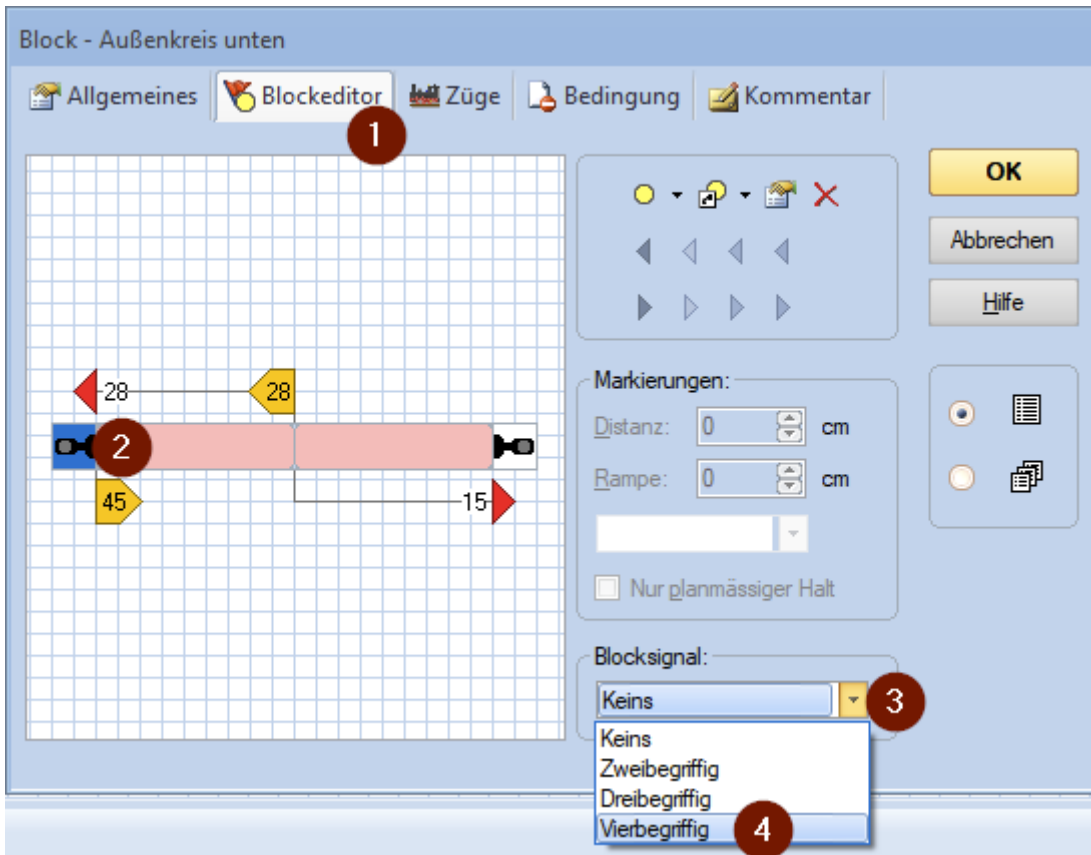 Block - Außenkreis unten
Allgemeines Blockeditor Züge Bedingung Kommentar
1
OK
Abbrechen
Hilfe
28 28
2
45 15
Markierungen:
Distanz: 0 cm
Rampe: 0 cm
Nur planmässiger Halt
Blocksignal:
Keins 3
Keins
Zweibegriffig
Dreibegriffig
Vierbegriffig 4